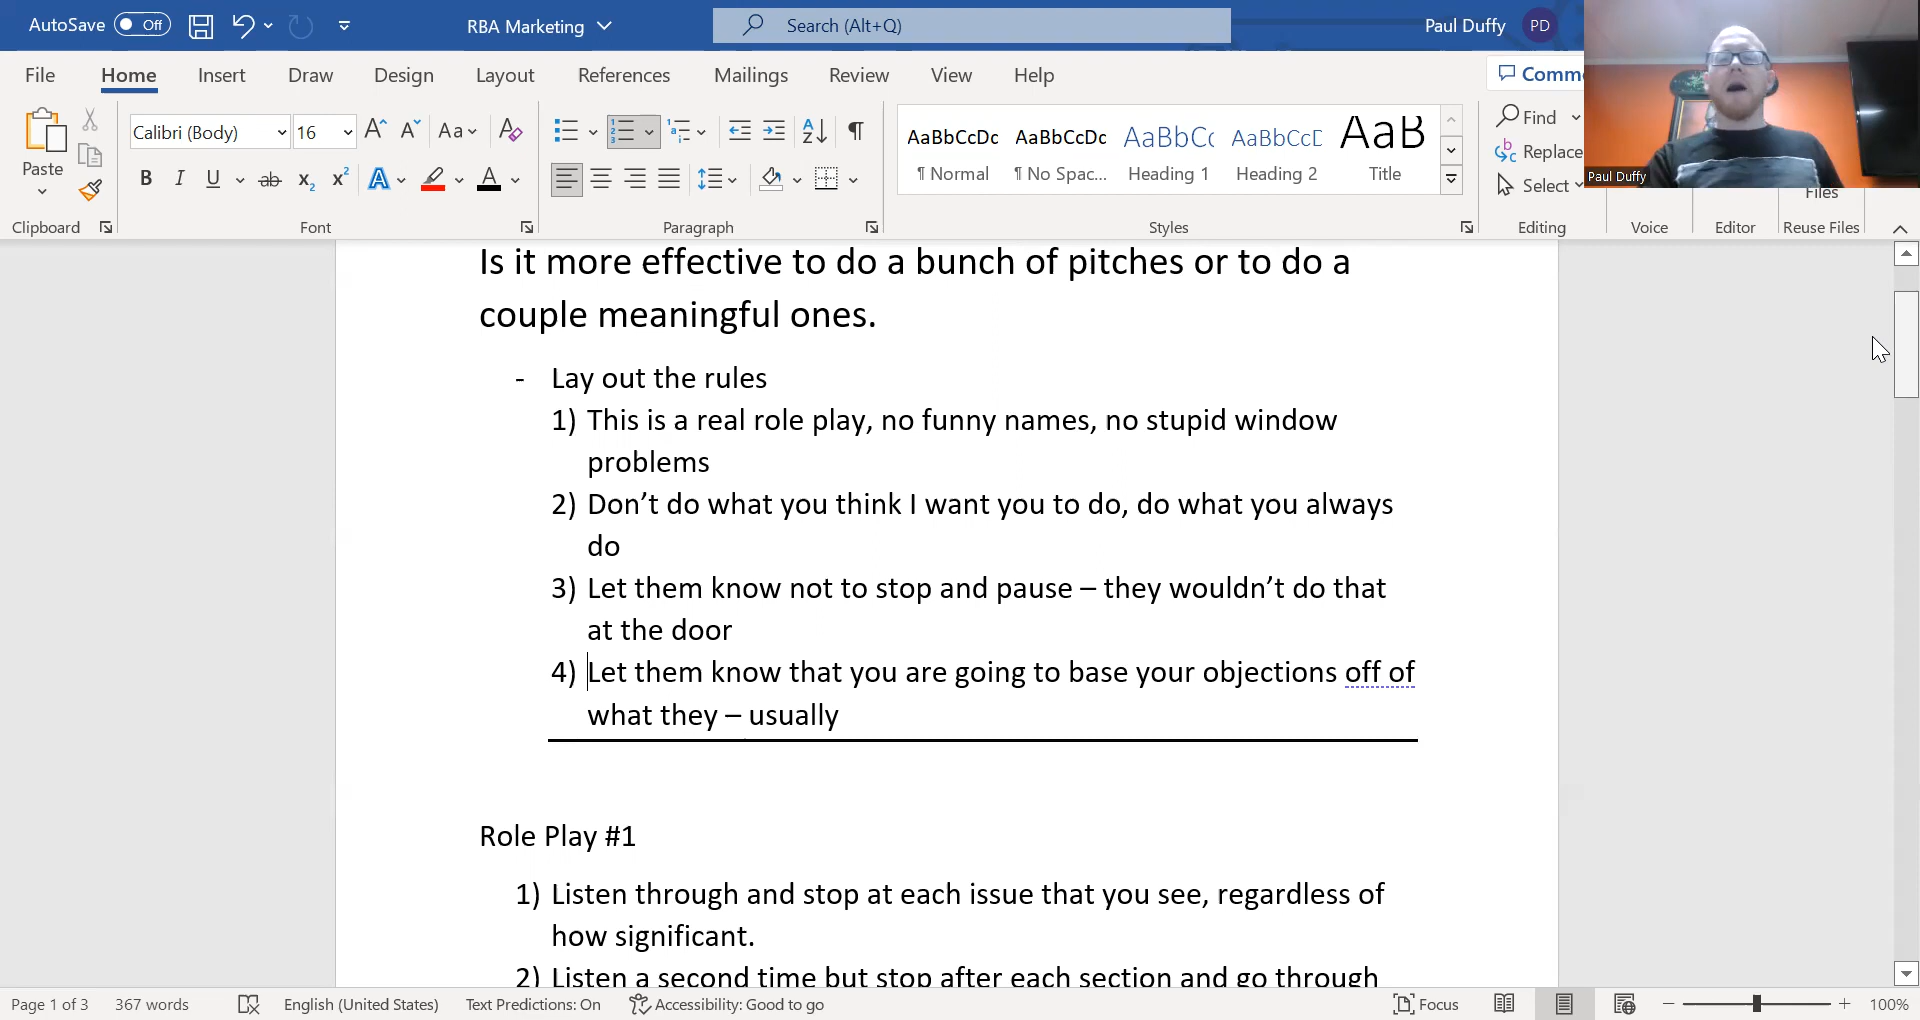 AutoSave Off RBA Marketing Search (Alt+Q) Paul Duffy PD
File Home Insert Draw Design Layout References Mailings Review View Help Comm
Paste
Calibri (Body) 16 Aa
AaBbCcDc AaBbCcDc AaBbC AaBbCcD AaB
¶ Normal ¶ No Spac... Heading 1 Heading 2 Title
Find
Replace
Select
Paul Duffy
Files
Clipboard Font Paragraph Styles Editing Voice Editor Reuse Files
Is it more effective to do a bunch of pitches or to do a
couple meaningful ones.
- Lay out the rules
1) This is a real role play, no funny names, no stupid window
problems
2) Don’t do what you think I want you to do, do what you always
do
3) Let them know not to stop and pause – they wouldn’t do that
at the door
4) Let them know that you are going to base your objections off of
what they – usually
Role Play #1
1) Listen through and stop at each issue that you see, regardless of
how significant.
2) Listen a second time but stop after each section and go through
Page 1 of 3 367 words English (United States) Text Predictions: On Accessibility: Good to go Focus 100%